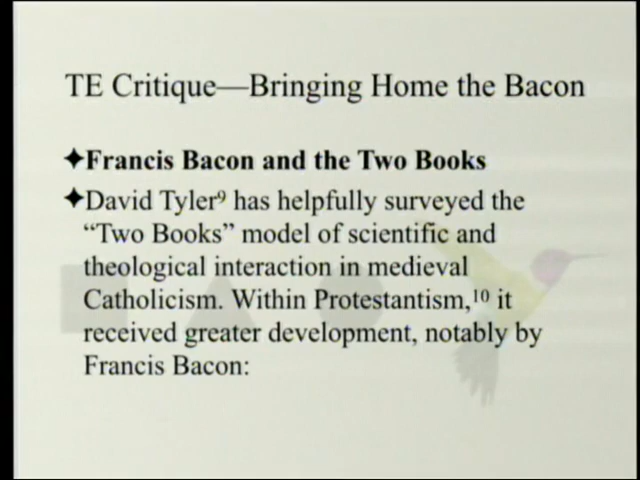 TE Critique—Bringing Home the Bacon
✦Francis Bacon and the Two Books
✦David Tyler⁹ has helpfully surveyed the
“Two Books” model of scientific and
theological interaction in medieval
Catholicism. Within Protestantism,¹⁰ it
received greater development, notably by
Francis Bacon: